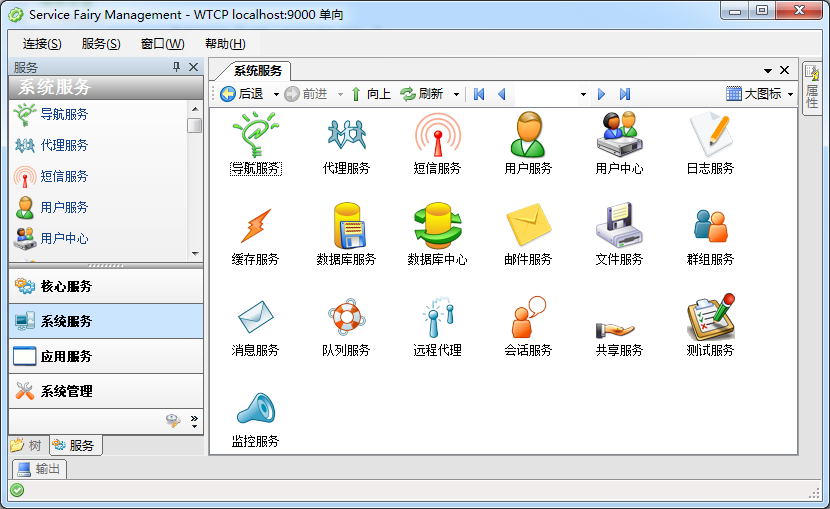 Service Fairy Management - WTCP localhost:9000 单向
连接(S) 服务(S) 窗口(W) 帮助(H)
服务
系统服务
导航服务
代理服务
短信服务
用户服务
用户中心
核心服务
系统服务
应用服务
系统管理
树 服务
系统服务
后退 前进 向上 刷新 大图标
导航服务 代理服务 短信服务 用户服务 用户中心 日志服务
缓存服务 数据库服务 数据库中心 邮件服务 文件服务 群组服务
消息服务 队列服务 远程代理 会话服务 共享服务 测试服务
监控服务
属性
输出